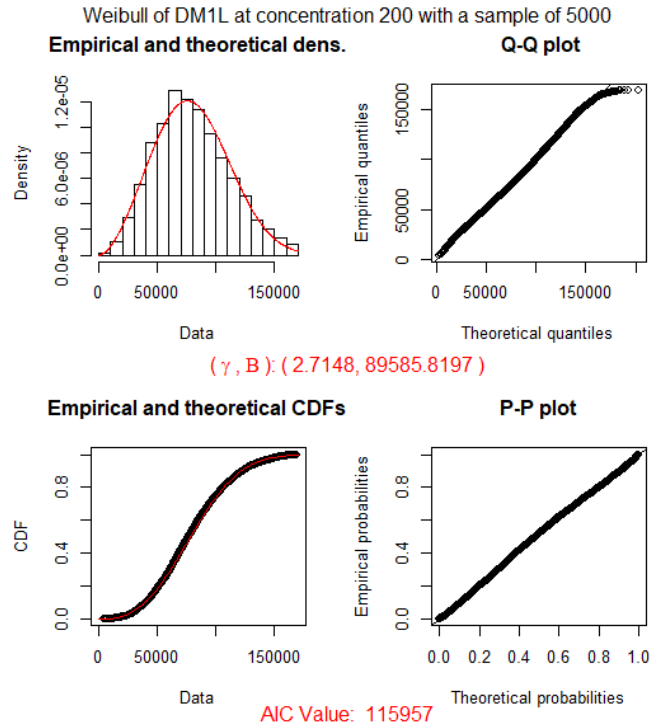 Weibull of DM1L at concentration 200 with a sample of 5000
Empirical and theoretical dens.
Density
0.0e+00
6.0e-06
1.2e-05
0
50000
150000
Data
Q-Q plot
Empirical quantiles
0
50000
150000
0
50000
150000
Theoretical quantiles
( γ , B ): ( 2.7148, 89585.8197 )
Empirical and theoretical CDFs
CDF
0.0
0.4
0.8
0
50000
150000
Data
P-P plot
Empirical probabilities
0.0
0.4
0.8
0.0
0.2
0.4
0.6
0.8
1.0
Theoretical probabilities
AIC Value: 115957